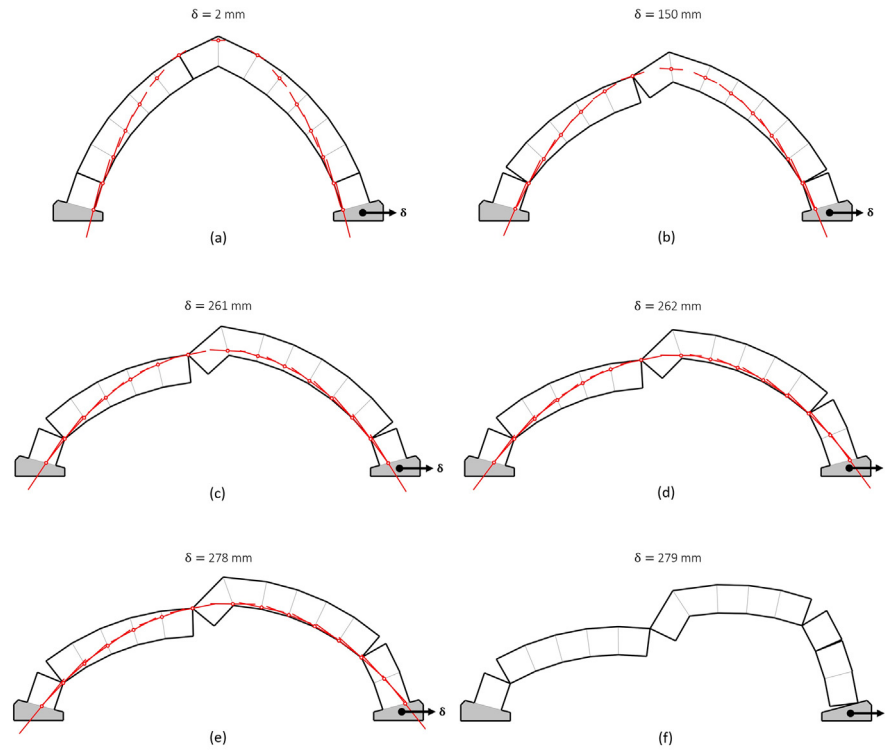 δ = 2 mm
δ = 150 mm
δ
δ
(a)
(b)
δ = 261 mm
δ = 262 mm
δ
(c)
(d)
δ = 278 mm
δ = 279 mm
δ
(e)
(f)